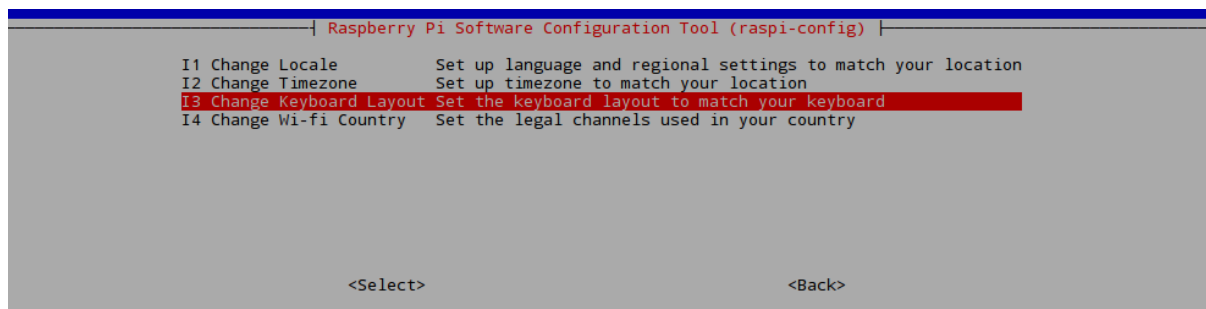 Raspberry Pi Software Configuration Tool (raspi-config)
I1 Change Locale Set up language and regional settings to match your location
I2 Change Timezone Set up timezone to match your location
I3 Change Keyboard Layout Set the keyboard layout to match your keyboard
I4 Change Wi-fi Country Set the legal channels used in your country
<Select> <Back>